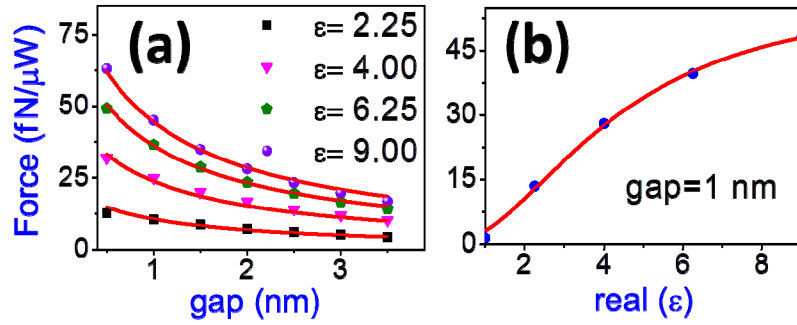 (a)
ε= 2.25
ε= 4.00
ε= 6.25
ε= 9.00
Force (fN/μW)
75
50
25
0
1
2
3
gap (nm)
(b)
45
30
15
0
gap=1 nm
2
4
6
8
real (ε)